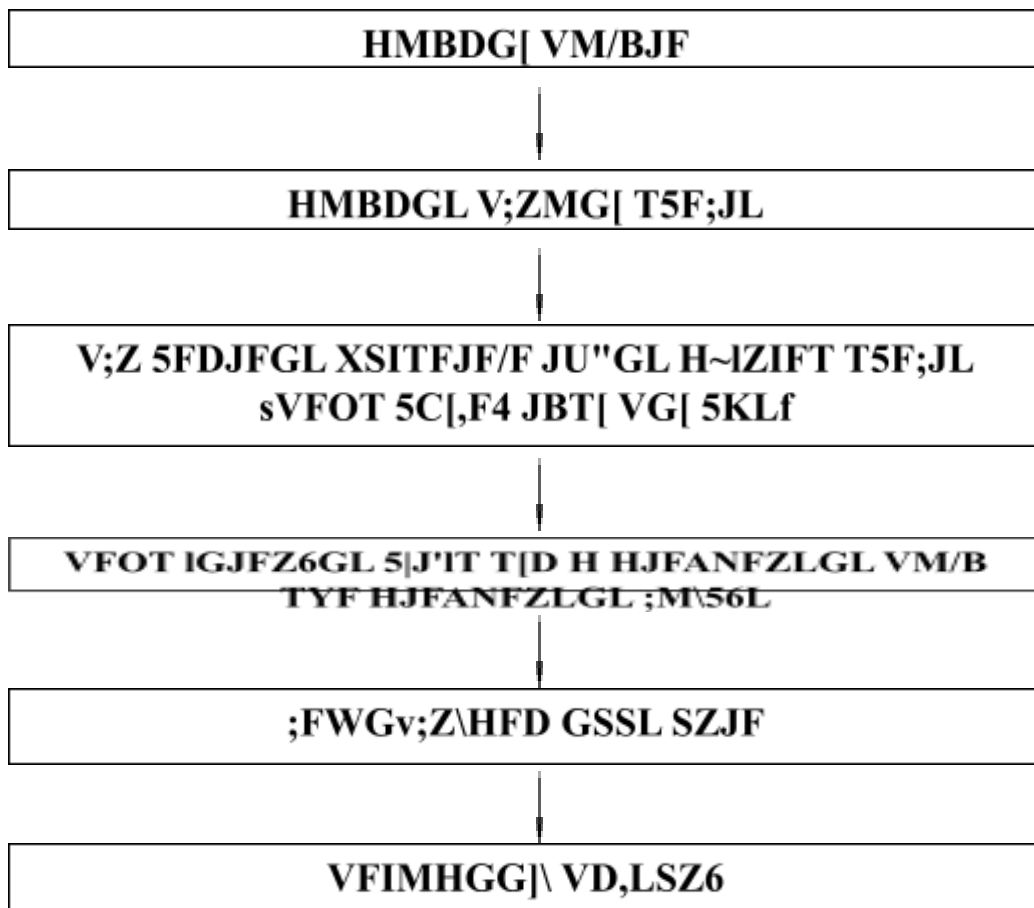 HMBDG[ VM/BJF
HMBDGL V;ZMG[ T5F;JL
V;Z 5FDJFGL XSITFJF/F JU"GL H~lZIFT T5F;JL
sVFOT 5C[,F4 JBT[ VG[ 5KLf
VFOT lGJFZ6GL 5|J'lT T[D H HJFANFZLGL VM/B
TYF HJFANFZLGL ;M\56L
;FWGv;Z\HFD GSSL SZJF
VFIMHGG]\ VD,LSZ6